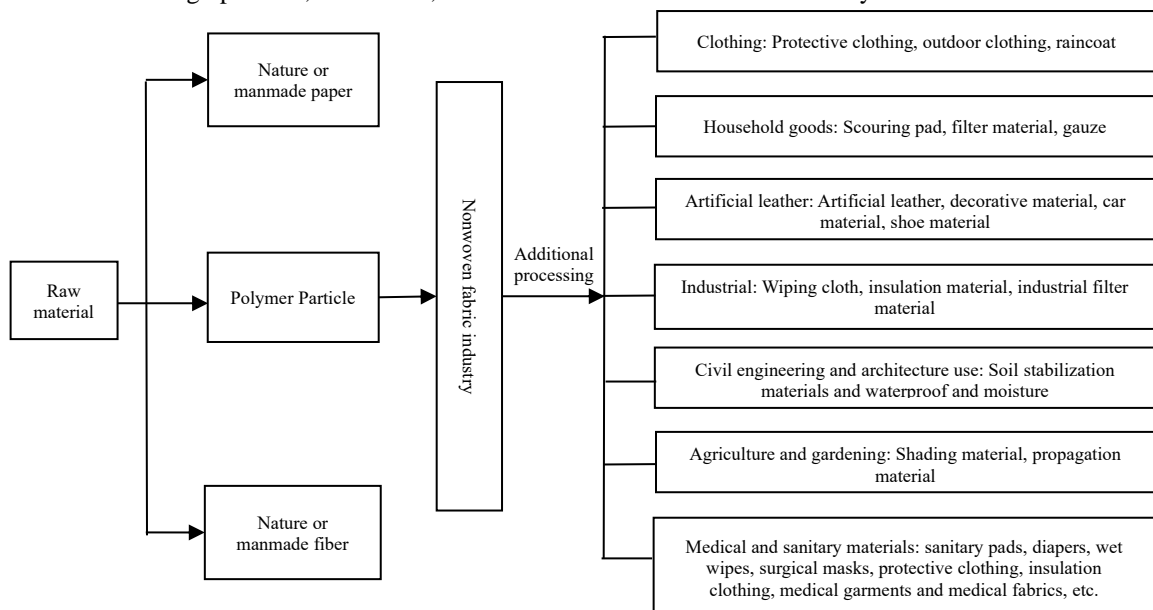 Nature or
manmade paper
Raw
material
Polymer Particle
Nature or
manmade fiber
Nonwoven fabric industry
Additional
processing
Clothing: Protective clothing, outdoor clothing, raincoat
Household goods: Scouring pad, filter material, gauze
Artificial leather: Artificial leather, decorative material, car
material, shoe material
Industrial: Wiping cloth, insulation material, industrial filter
material
Civil engineering and architecture use: Soil stabilization
materials and waterproof and moisture
Agriculture and gardening: Shading material, propagation
material
Medical and sanitary materials: sanitary pads, diapers, wet
wipes, surgical masks, protective clothing, insulation
clothing, medical garments and medical fabrics, etc.